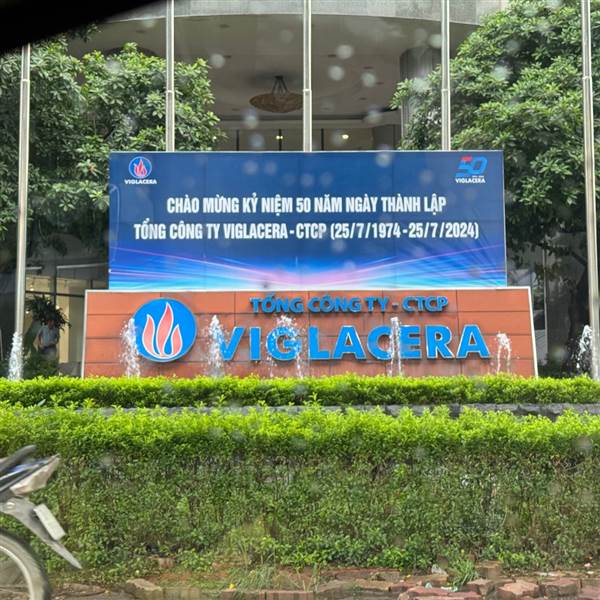 VIGLACERA
50
VIGLACERA
CHÀO MỪNG KỶ NIỆM 50 NĂM NGÀY THÀNH LẬP
TỔNG CÔNG TY VIGLACERA - CTCP (25/7/1974 - 25/7/2024)
TỔNG CÔNG TY - CTCP
VIGLACERA